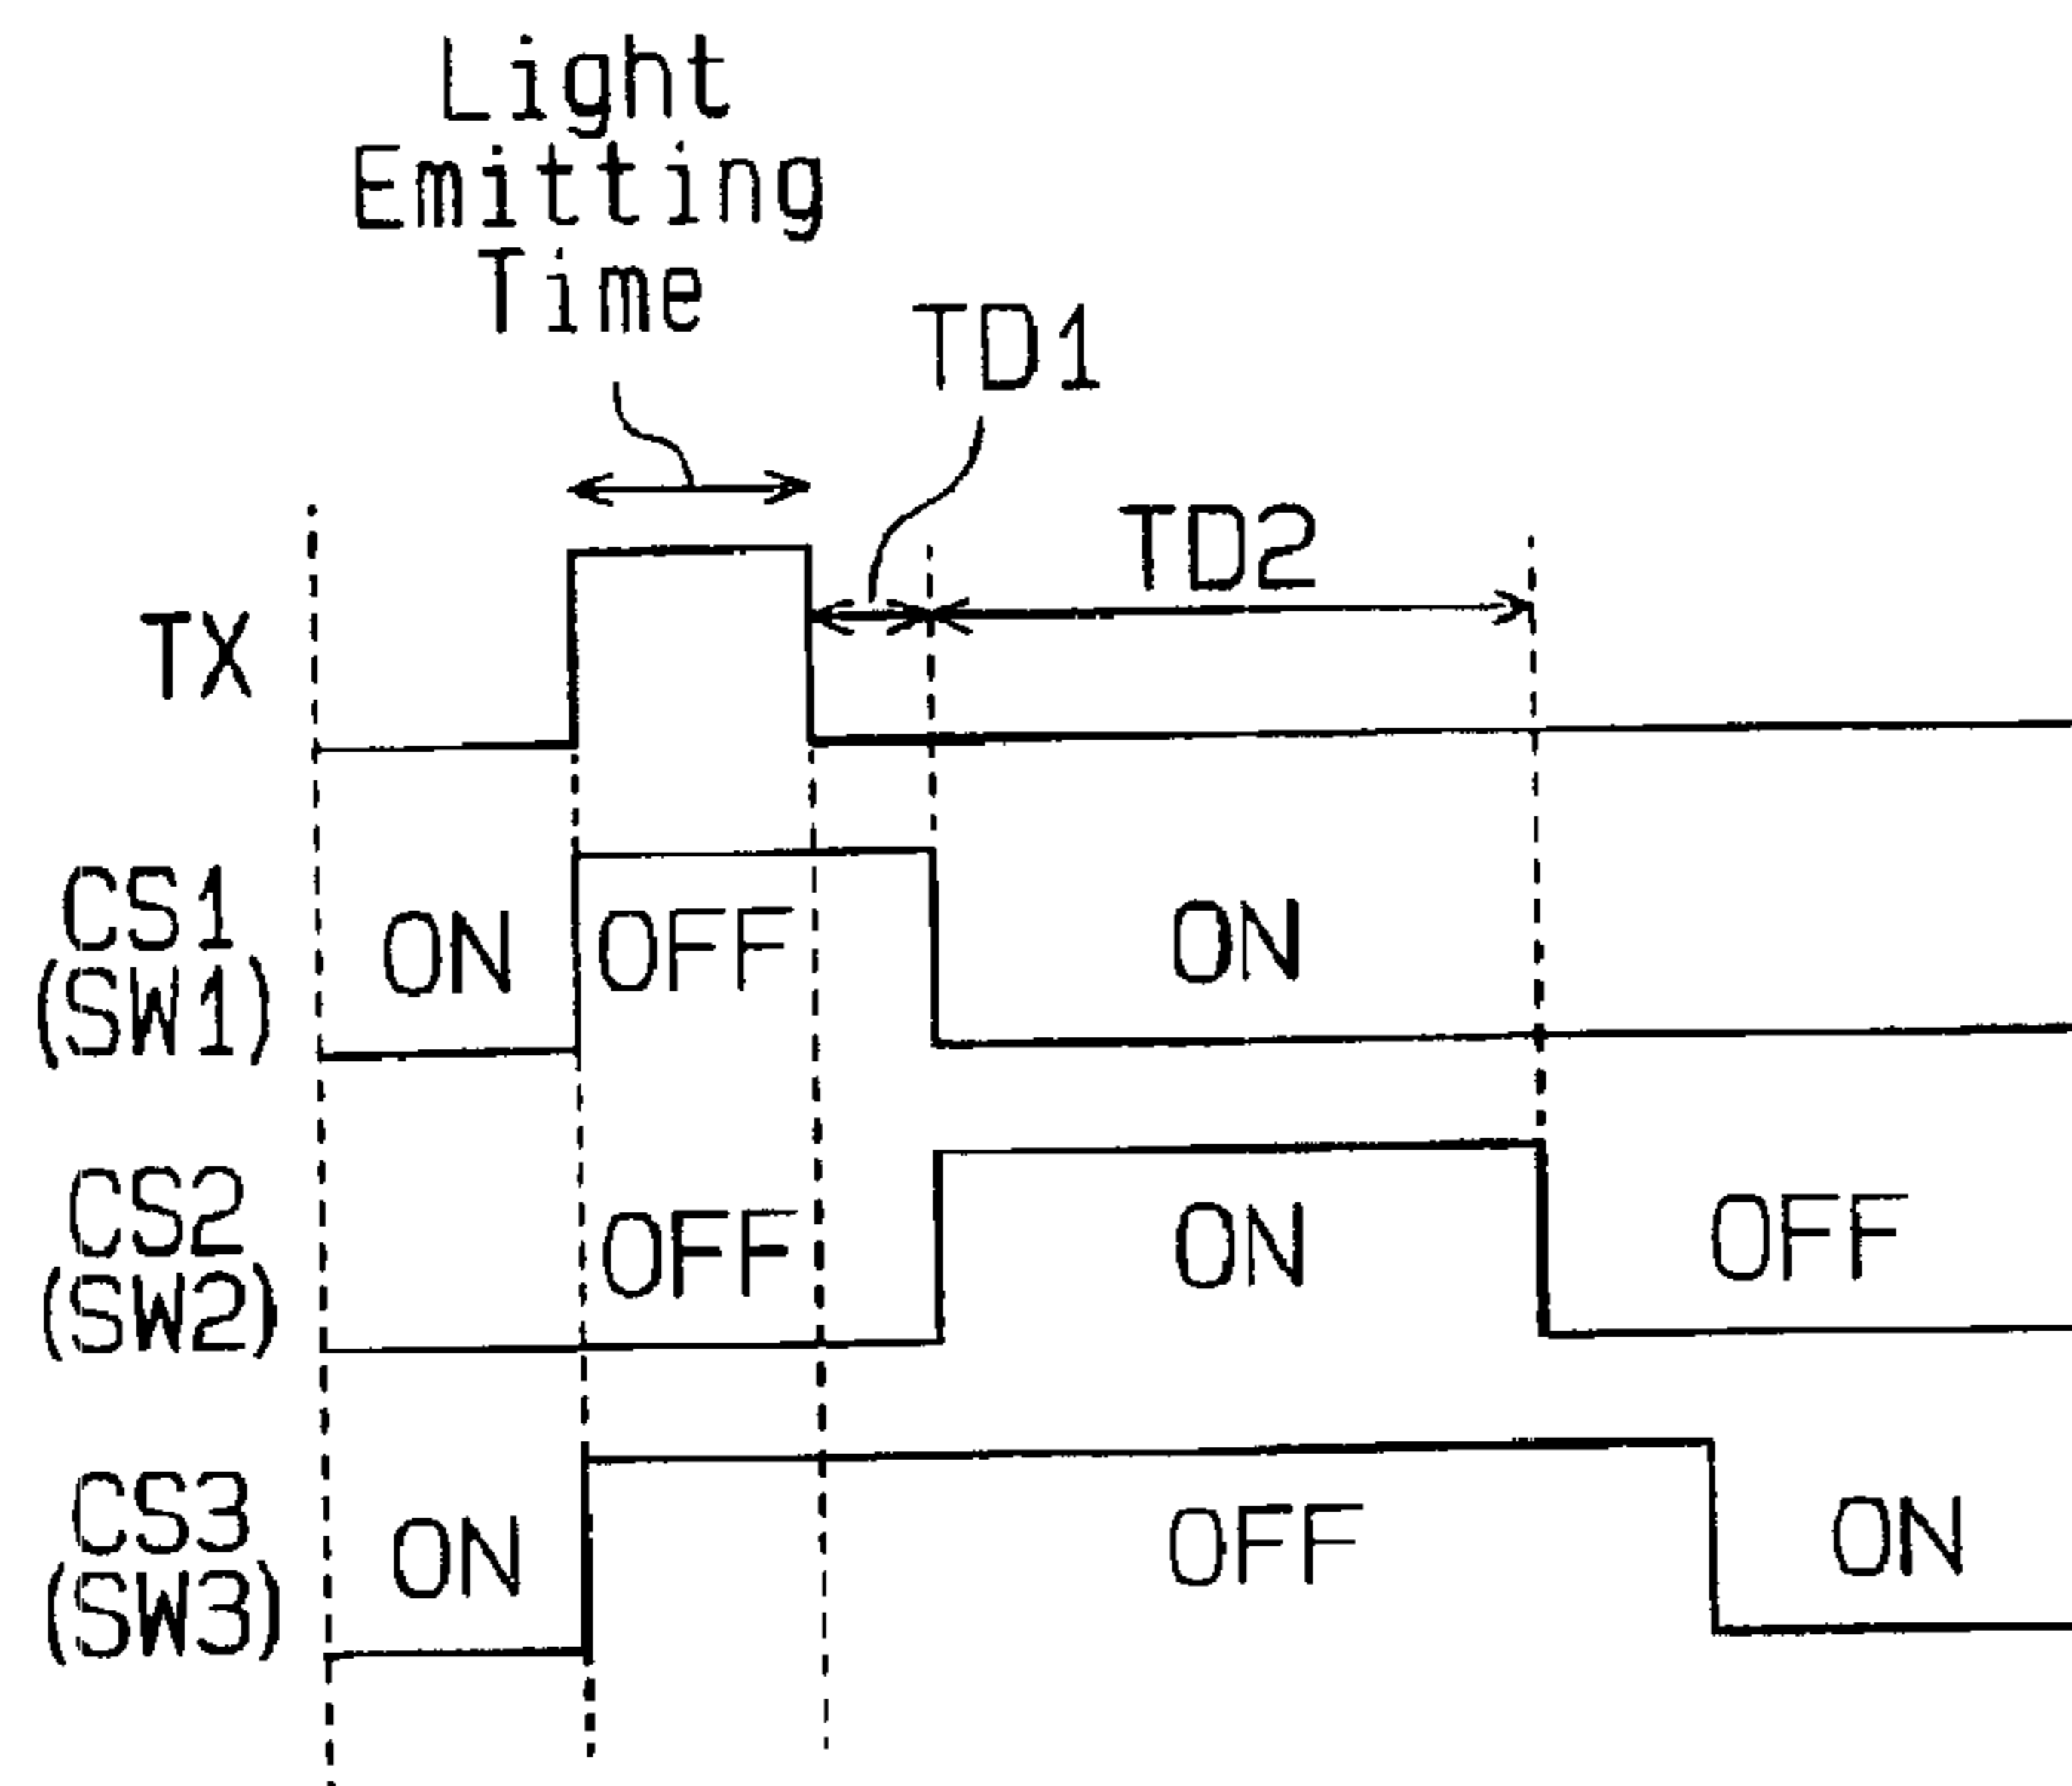 Light
Emitting
Time
TD1
TD2
TX
CS1
(SW1)
ON
OFF
ON
CS2
(SW2)
OFF
ON
OFF
CS3
(SW3)
ON
OFF
ON